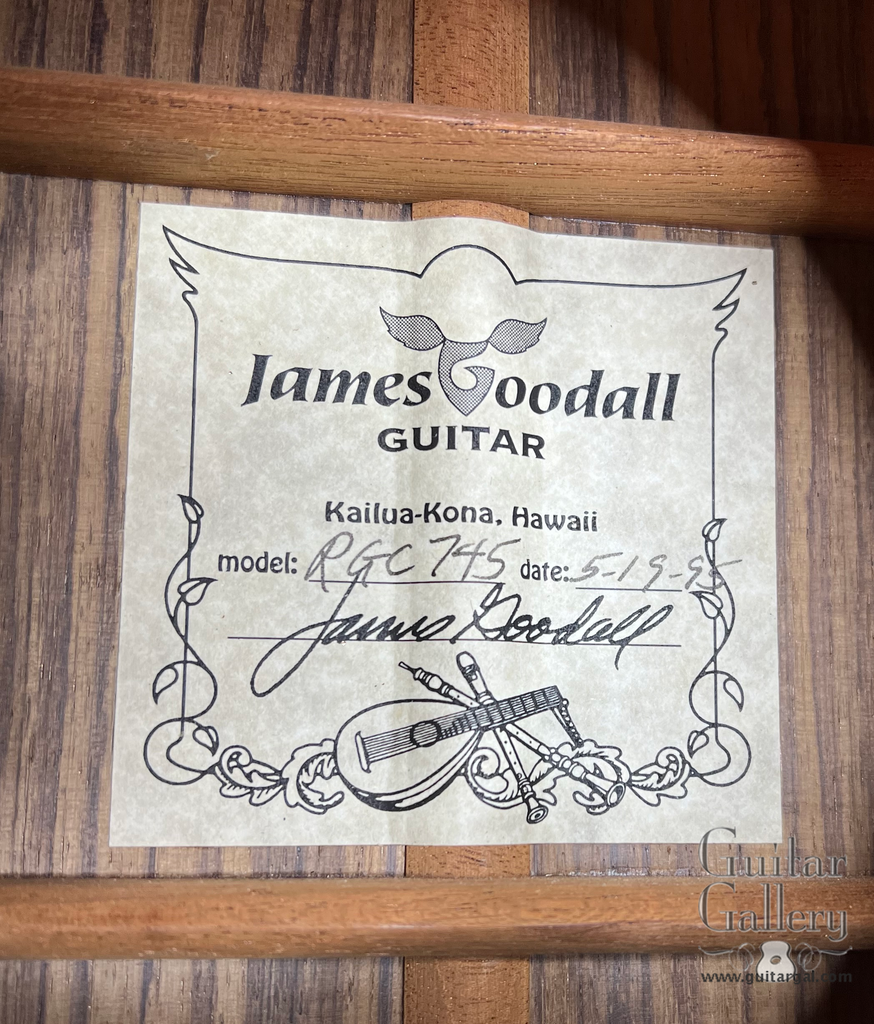 James Goodall
GUITAR
Kailua-Kona, Hawaii
model: RGC 745 date: 5-19-95
James Goodall
Guitar
Gallery
www.guitargal.com